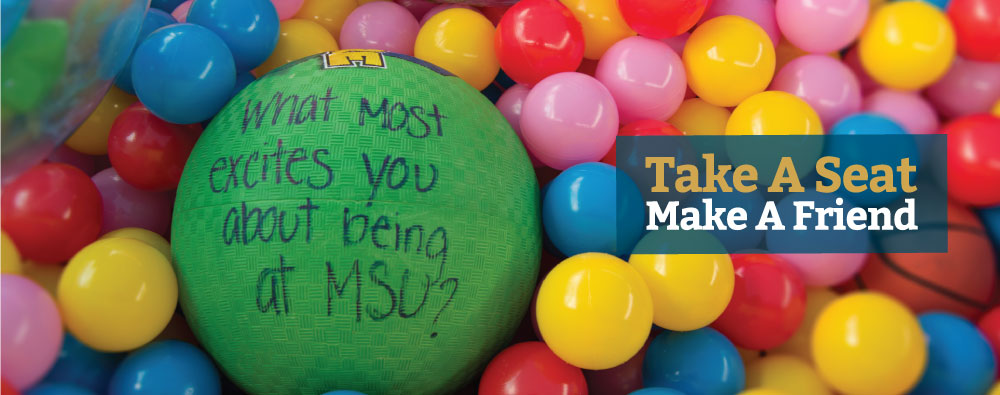 What Most
excites you
about being
at MSU?
Take A Seat
Make A Friend